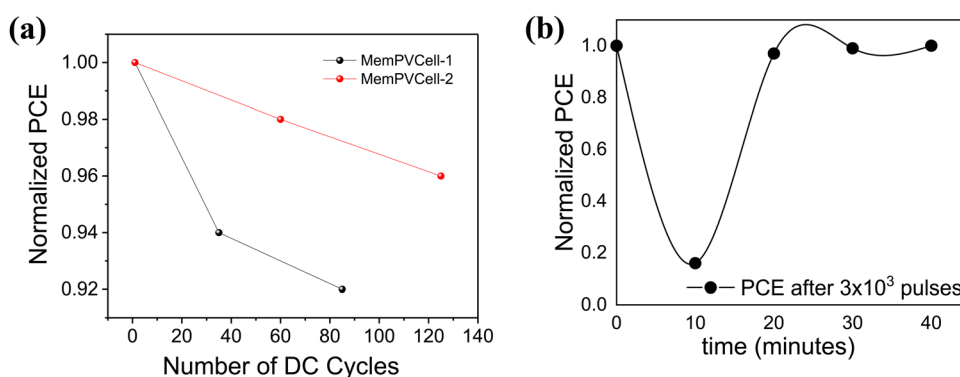 (a)
Normalized PCE
1.00
0.98
0.96
0.94
0.92
MemPVCell-1
MemPVCell-2
0 20 40 60 80 100 120 140
Number of DC Cycles
(b)
Normalized PCE
1.0
0.8
0.6
0.4
0.2
0.0
PCE after 3x10³ pulses
0 10 20 30 40
time (minutes)